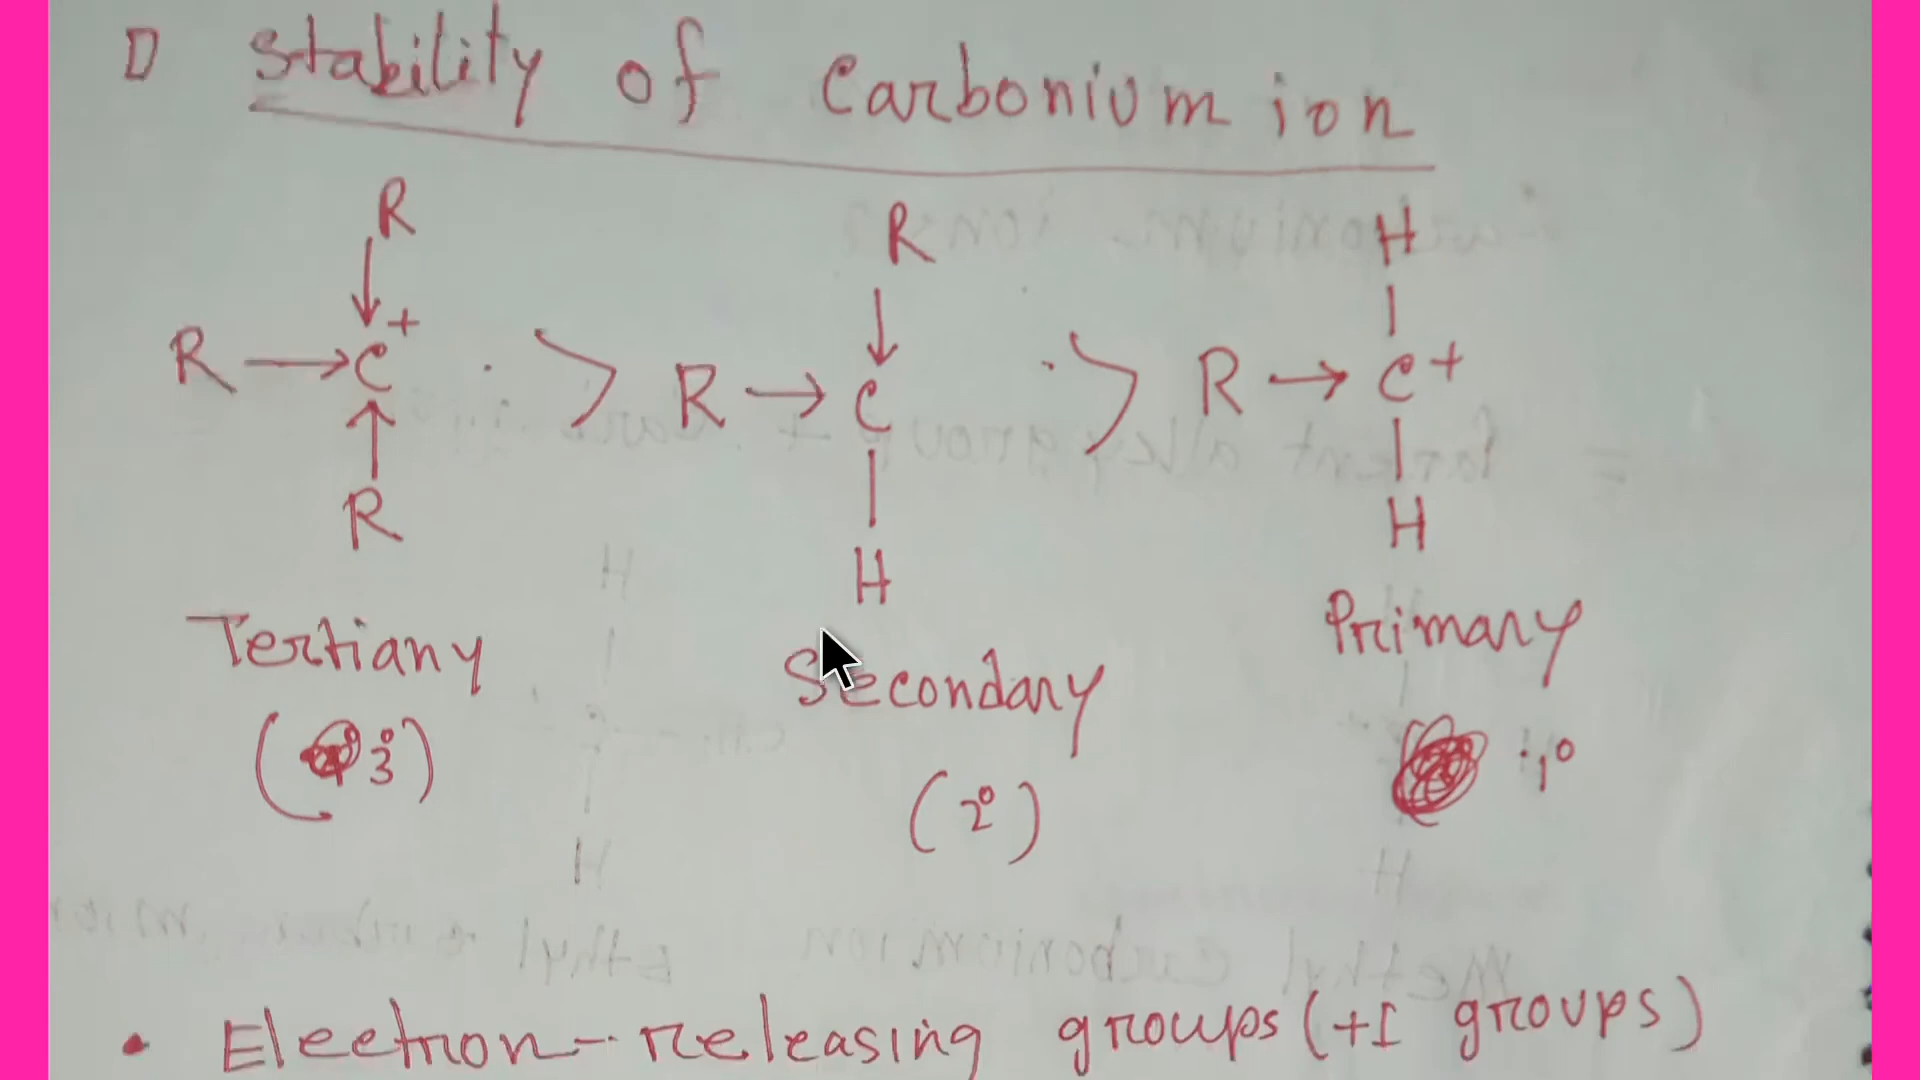 Stability of carbonium ion
R R H
R → C⁺ > R → C > R → C⁺
R H H
Tertiary Secondary Primary
(3°) (2°) 1°
• Electron-releasing groups (+I groups)